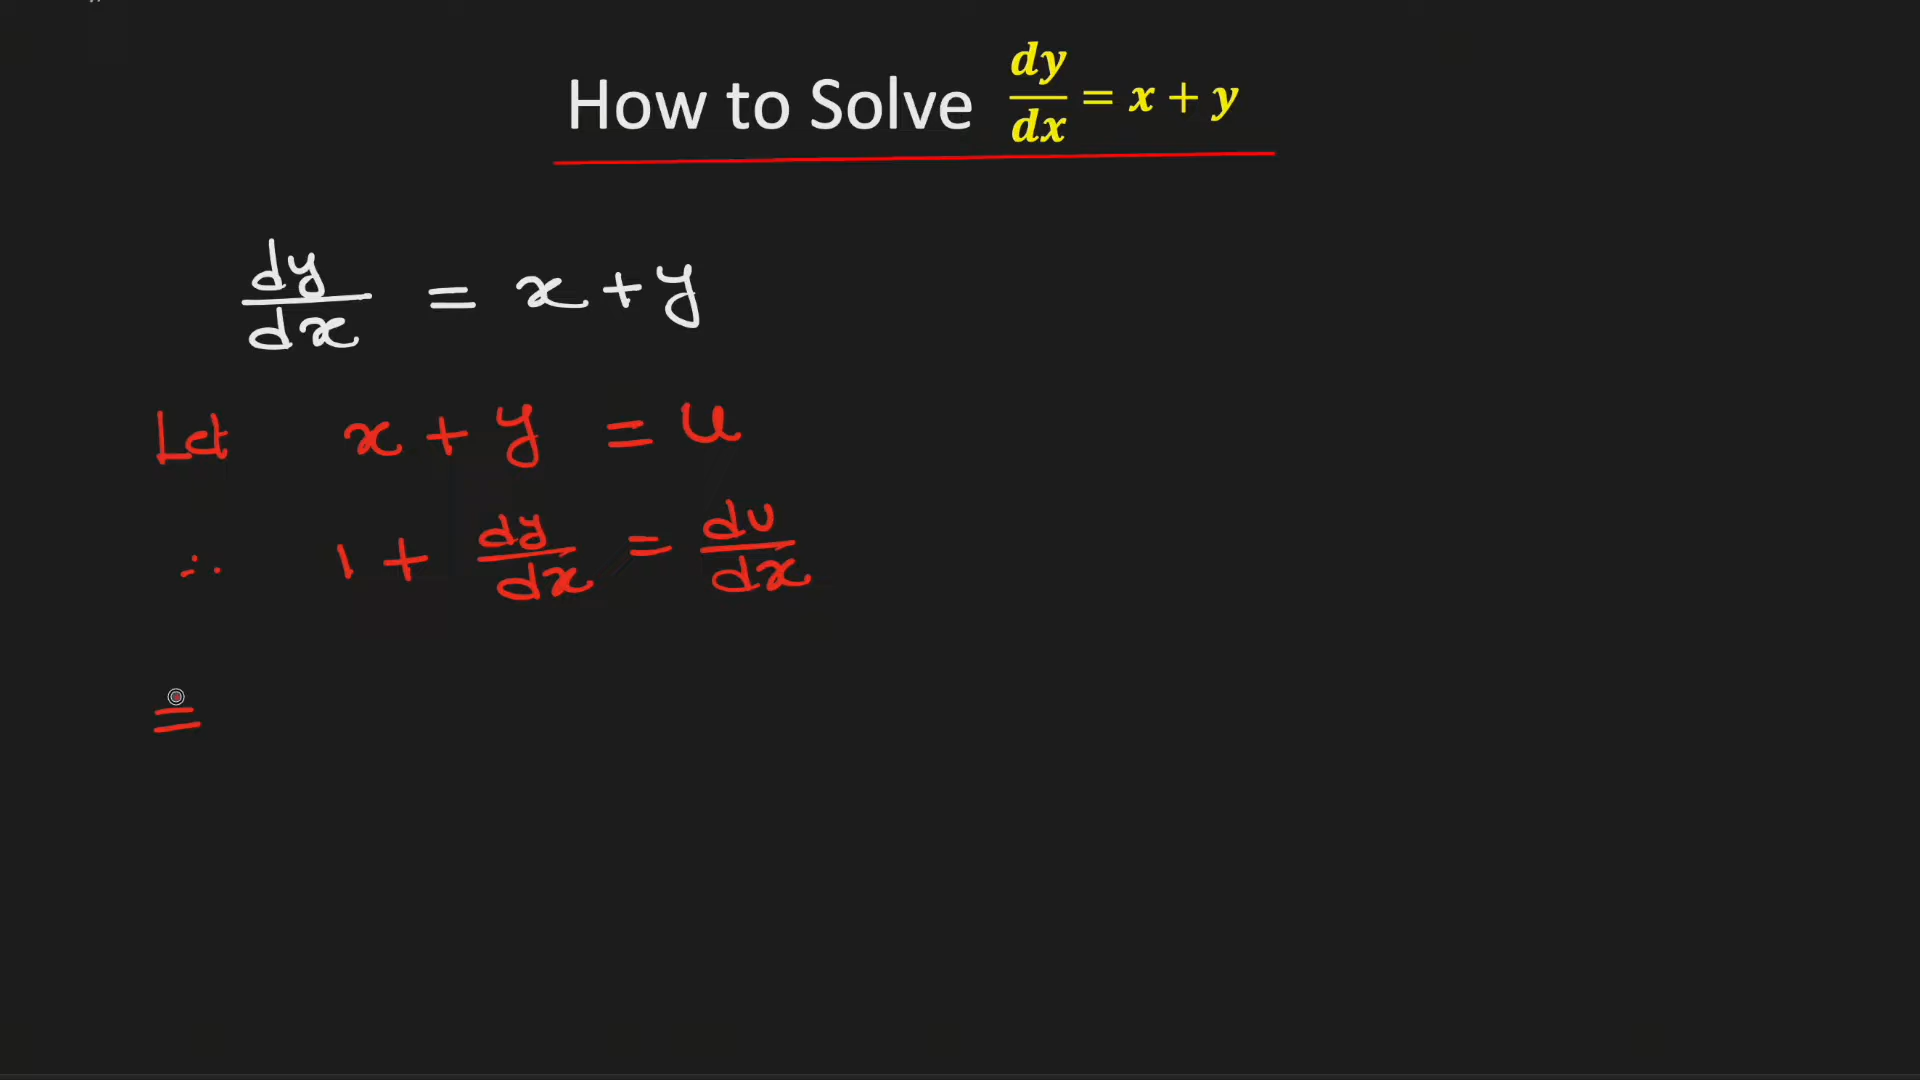 How to Solve dy/dx = x + y
dy/dx = x + y
Let x + y = u
∴ 1 + dy/dx = du/dx
=